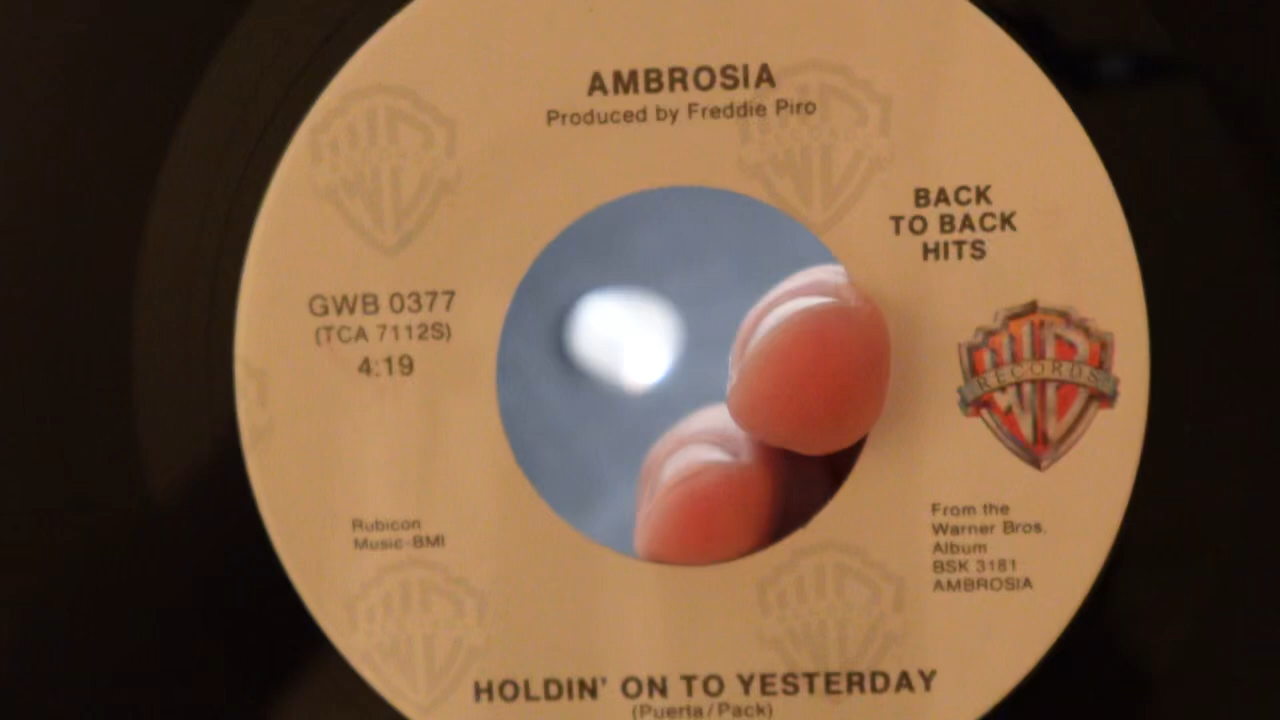 AMBROSIA
Produced by Freddie Piro
BACK
TO BACK
HITS
GWB 0377
(TCA 7112S)
4:19
WB
RECORDS
Rubicon
Music-BMI
From the
Warner Bros.
Album
BSK 3181
AMBROSIA
HOLDIN' ON TO YESTERDAY
(Puerta/Pack)